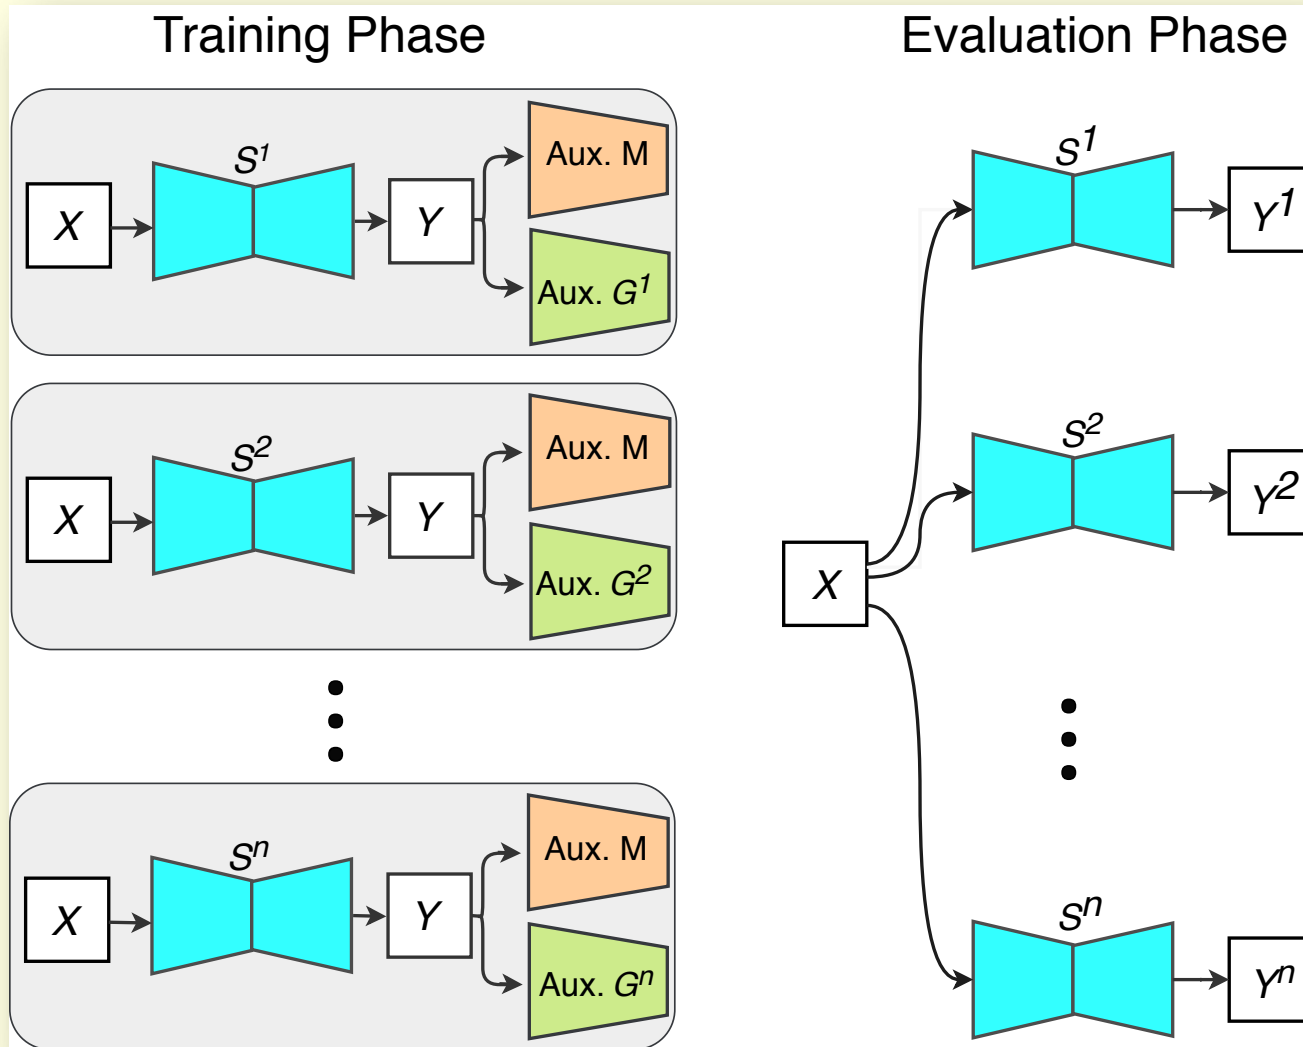 Training Phase
S¹
X
Y
Aux. M
Aux. G¹
S²
X
Y
Aux. M
Aux. G²
Sⁿ
X
Y
Aux. M
Aux. Gⁿ
Evaluation Phase
S¹
Y¹
S²
Y²
X
Sⁿ
Yⁿ